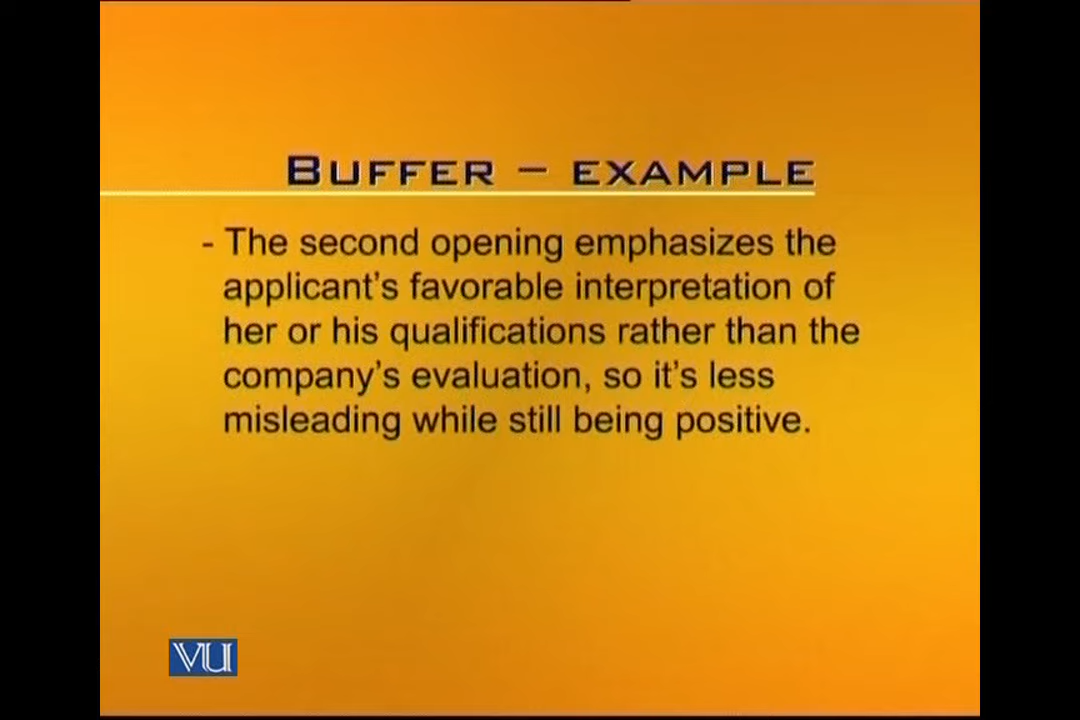 BUFFER – EXAMPLE
- The second opening emphasizes the
applicant's favorable interpretation of
her or his qualifications rather than the
company's evaluation, so it's less
misleading while still being positive.
VU